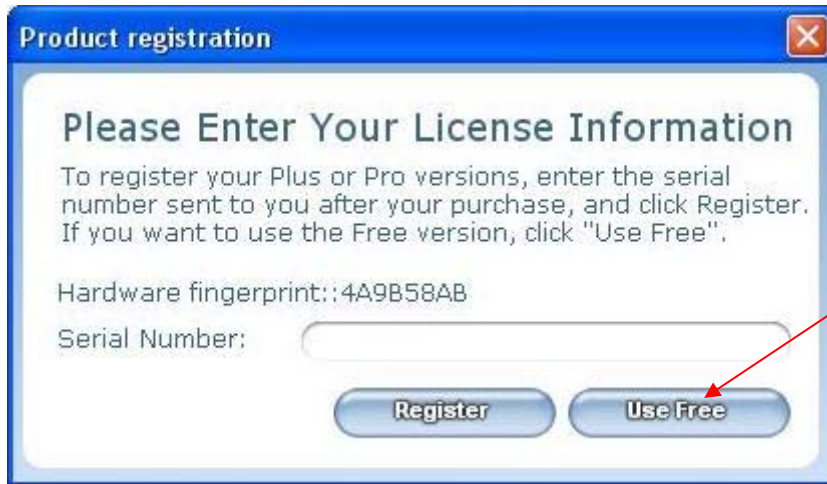 Product registration
Please Enter Your License Information
To register your Plus or Pro versions, enter the serial
number sent to you after your purchase, and click Register.
If you want to use the Free version, click "Use Free".
Hardware fingerprint::4A9B58AB
Serial Number:
Register Use Free